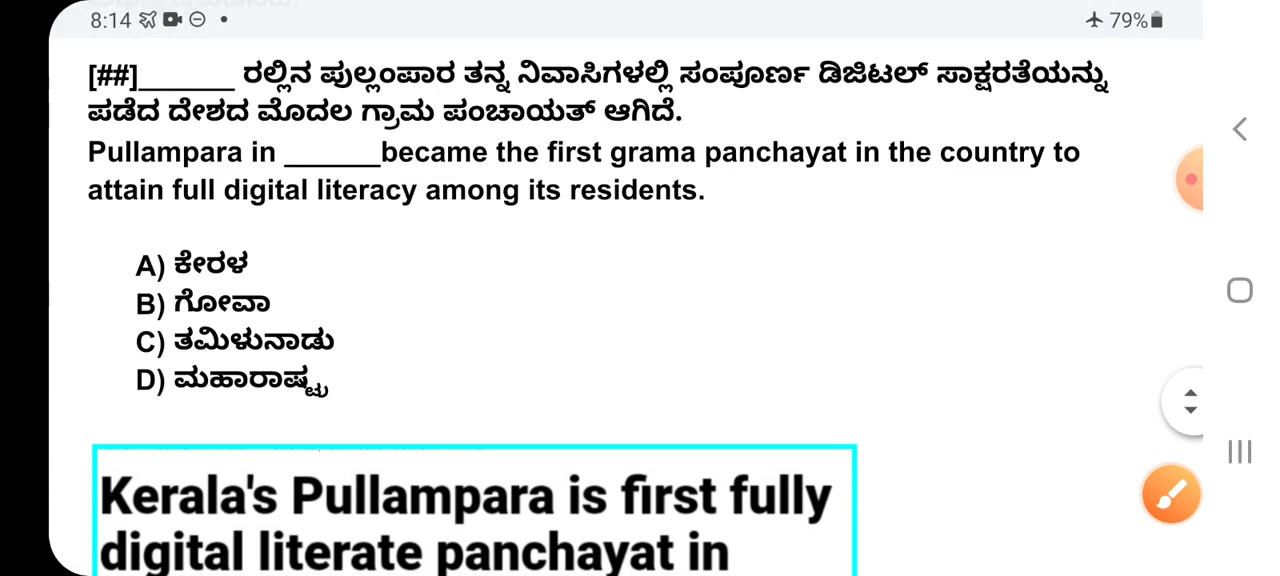 8:14
79%
[##]______ ರಲ್ಲಿನ ಪುಲ್ಲಂಪಾರ ತನ್ನ ನಿವಾಸಿಗಳಲ್ಲಿ ಸಂಪೂರ್ಣ ಡಿಜಿಟಲ್ ಸಾಕ್ಷರತೆಯನ್ನು
ಪಡೆದ ದೇಶದ ಮೊದಲ ಗ್ರಾಮ ಪಂಚಾಯತ್ ಆಗಿದೆ.
Pullampara in ______became the first grama panchayat in the country to
attain full digital literacy among its residents.
A) ಕೇರಳ
B) ಗೋವಾ
C) ತಮಿಳುನಾಡು
D) ಮಹಾರಾಷ್ಟ್ರ
Kerala's Pullampara is first fully
digital literate panchayat in